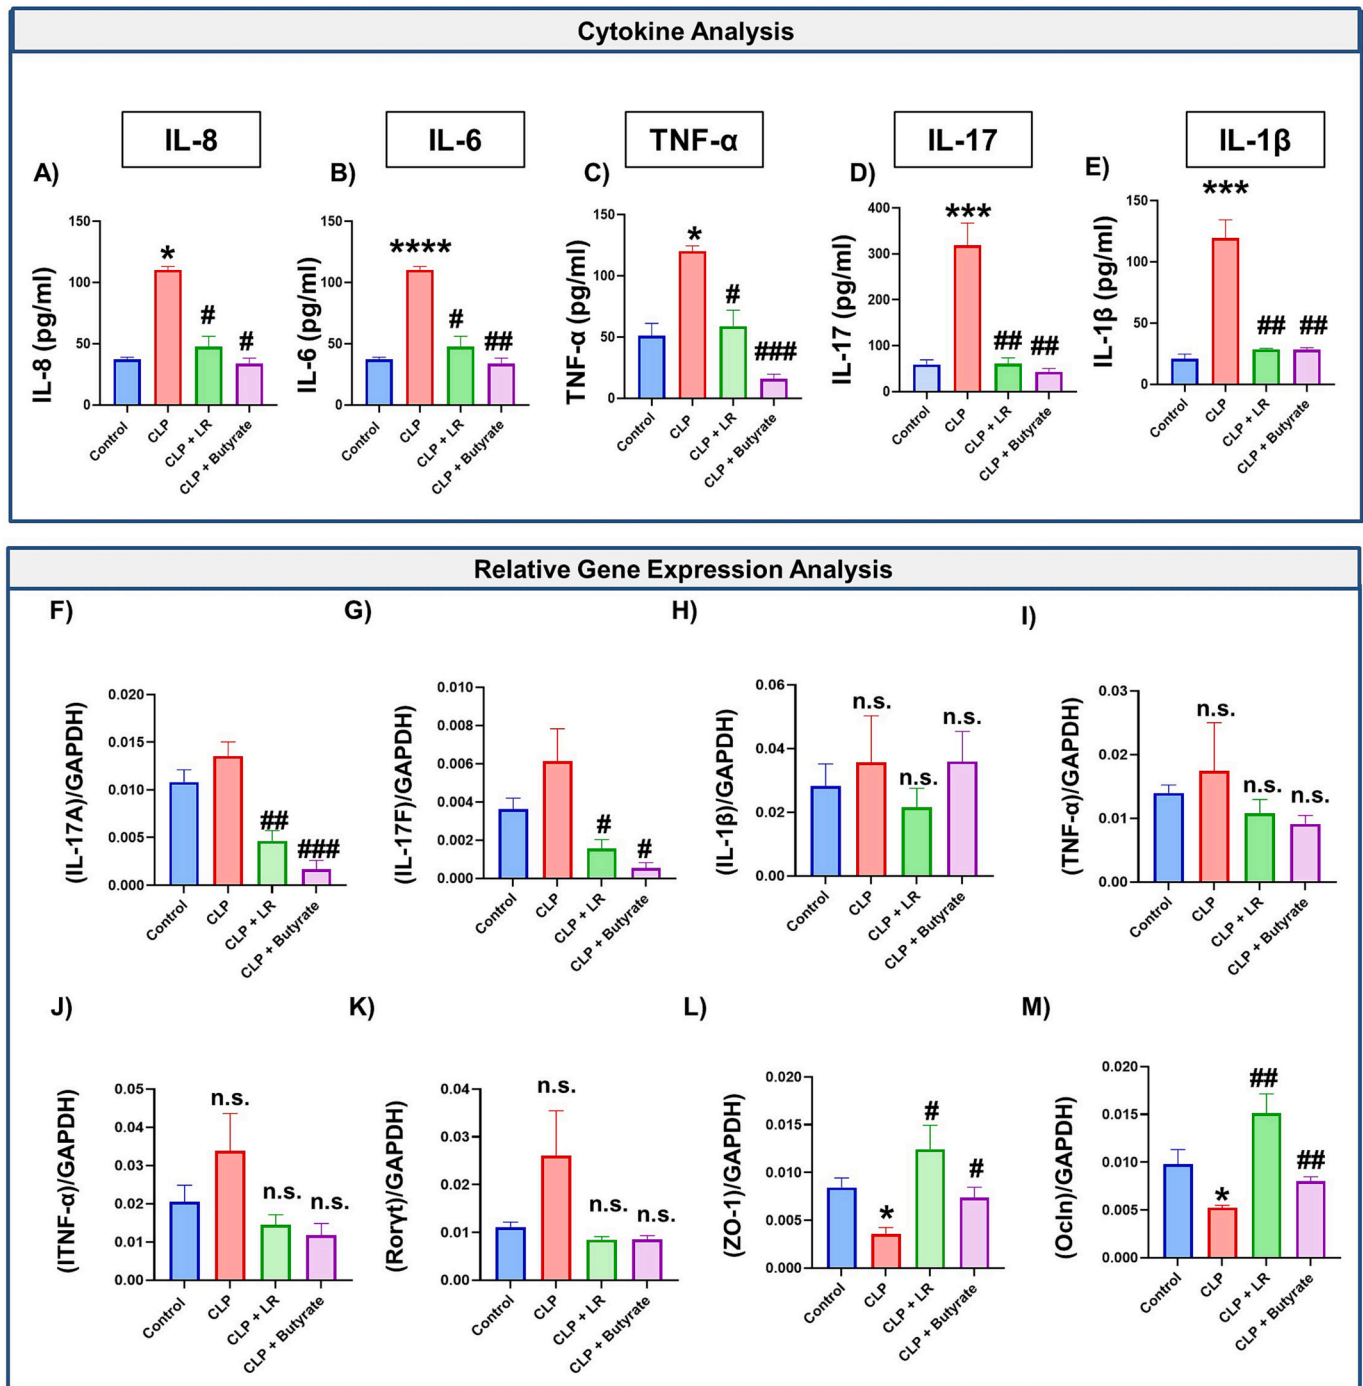 Cytokine Analysis
IL-8
IL-6
TNF-α
IL-17
IL-1β
A)
IL-8 (pg/ml)
150
100
50
0
*
#
#
Control
CLP
CLP + LR
CLP + Butyrate
B)
IL-6 (pg/ml)
150
100
50
0
****
#
##
Control
CLP
CLP + LR
CLP + Butyrate
C)
TNF-α (pg/ml)
150
100
50
0
*
#
###
Control
CLP
CLP + LR
CLP + Butyrate
D)
IL-17 (pg/ml)
400
300
200
100
0
***
##
##
Control
CLP
CLP + LR
CLP + Butyrate
E)
IL-1β (pg/ml)
150
100
50
0
***
##
##
Control
CLP
CLP + LR
CLP + Butyrate
Relative Gene Expression Analysis
F)
(IL-17A)/GAPDH)
0.020
0.015
0.010
0.005
0.000
##
###
Control
CLP
CLP + LR
CLP + Butyrate
G)
(IL-17F)/GAPDH)
0.010
0.008
0.006
0.004
0.002
0.000
#
#
Control
CLP
CLP + LR
CLP + Butyrate
H)
(IL-1β)/GAPDH)
0.06
0.04
0.02
0.00
n.s.
n.s.
n.s.
Control
CLP
CLP + LR
CLP + Butyrate
I)
(TNF-α)/GAPDH)
0.03
0.02
0.01
0.00
n.s.
n.s.
n.s.
Control
CLP
CLP + LR
CLP + Butyrate
J)
(ITNF-α)/GAPDH)
0.05
0.04
0.03
0.02
0.01
0.00
n.s.
n.s.
n.s.
Control
CLP
CLP + LR
CLP + Butyrate
K)
(Rorγt)/GAPDH)
0.04
0.03
0.02
0.01
0.00
n.s.
n.s.
n.s.
Control
CLP
CLP + LR
CLP + Butyrate
L)
(ZO-1)/GAPDH)
0.020
0.015
0.010
0.005
0.000
*
#
#
Control
CLP
CLP + LR
CLP + Butyrate
M)
(Ocln)/GAPDH)
0.020
0.015
0.010
0.005
0.000
*
##
##
Control
CLP
CLP + LR
CLP + Butyrate